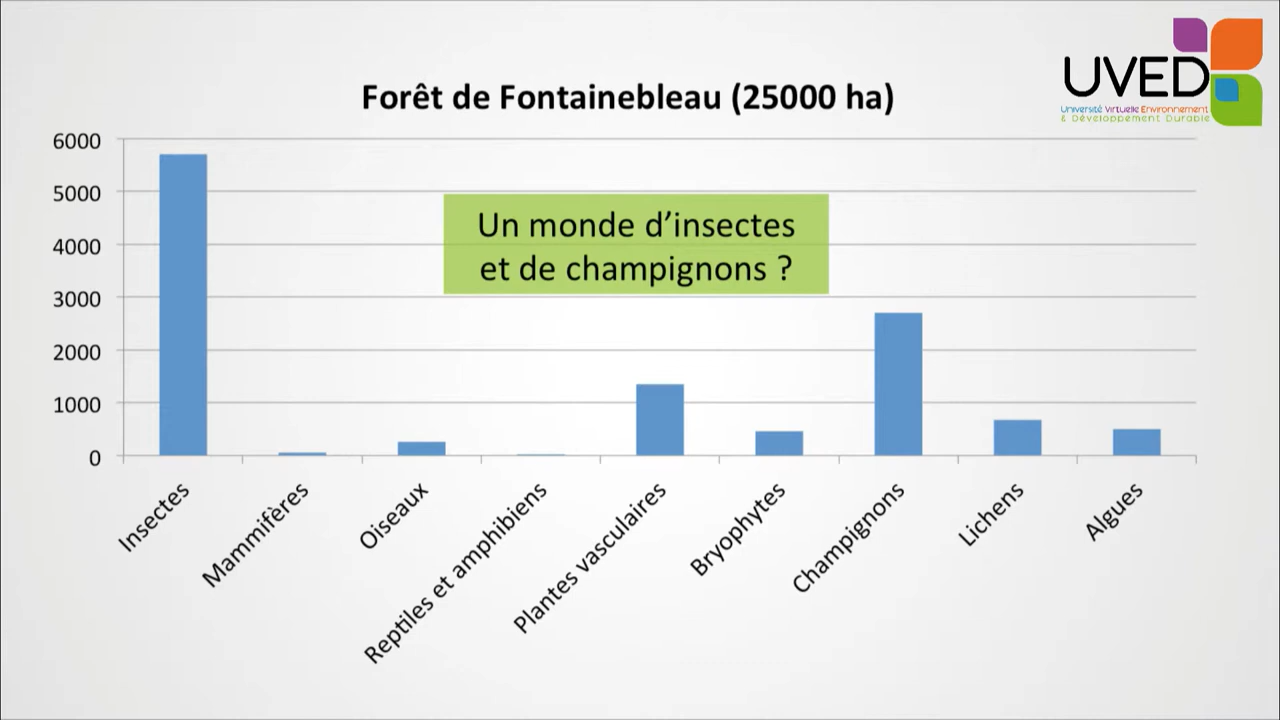 UVED
Université Virtuelle Environnement
& Développement Durable
Forêt de Fontainebleau (25000 ha)
6000
5000
4000
3000
2000
1000
0
Un monde d’insectes
et de champignons ?
Insectes
Mammifères
Oiseaux
Reptiles et amphibiens
Plantes vasculaires
Bryophytes
Champignons
Lichens
Algues